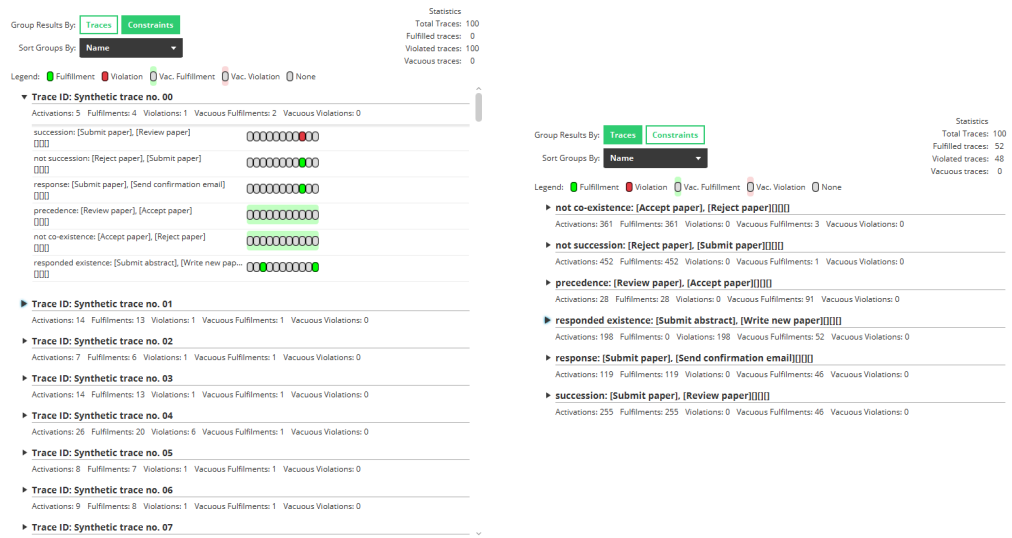 Statistics
Group Results By: Traces Constraints
Total Traces: 100
Fulfilled traces: 0
Sort Groups By: Name
Violated traces: 100
Vacuous traces: 0
Legend: Fulfillment Violation Vac. Fulfillment Vac. Violation None
Trace ID: Synthetic trace no. 00
Activations: 5 Fulfilments: 4 Violations: 1 Vacuous Fulfilments: 2 Vacuous Violations: 0
succession: [Submit paper], [Review paper]
[][][]
not succession: [Reject paper], [Submit paper]
[][][]
response: [Submit paper], [Send confirmation email]
[][][]
precedence: [Review paper], [Accept paper]
[][][]
not co-existence: [Accept paper], [Reject paper]
[][][]
responded existence: [Submit abstract], [Write new pap...
[][][]
Trace ID: Synthetic trace no. 01
Activations: 14 Fulfilments: 13 Violations: 1 Vacuous Fulfilments: 1 Vacuous Violations: 0
Trace ID: Synthetic trace no. 02
Activations: 7 Fulfilments: 6 Violations: 1 Vacuous Fulfilments: 1 Vacuous Violations: 0
Trace ID: Synthetic trace no. 03
Activations: 14 Fulfilments: 13 Violations: 1 Vacuous Fulfilments: 1 Vacuous Violations: 0
Trace ID: Synthetic trace no. 04
Activations: 26 Fulfilments: 20 Violations: 6 Vacuous Fulfilments: 1 Vacuous Violations: 0
Trace ID: Synthetic trace no. 05
Activations: 8 Fulfilments: 7 Violations: 1 Vacuous Fulfilments: 1 Vacuous Violations: 0
Trace ID: Synthetic trace no. 06
Activations: 9 Fulfilments: 8 Violations: 1 Vacuous Fulfilments: 1 Vacuous Violations: 0
Trace ID: Synthetic trace no. 07
Statistics
Group Results By: Traces Constraints
Total Traces: 100
Fulfilled traces: 52
Sort Groups By: Name
Violated traces: 48
Vacuous traces: 0
Legend: Fulfillment Violation Vac. Fulfillment Vac. Violation None
not co-existence: [Accept paper], [Reject paper][][][]
Activations: 361 Fulfilments: 361 Violations: 0 Vacuous Fulfilments: 3 Vacuous Violations: 0
not succession: [Reject paper], [Submit paper][][][]
Activations: 452 Fulfilments: 452 Violations: 0 Vacuous Fulfilments: 1 Vacuous Violations: 0
precedence: [Review paper], [Accept paper][][][]
Activations: 28 Fulfilments: 28 Violations: 0 Vacuous Fulfilments: 91 Vacuous Violations: 0
responded existence: [Submit abstract], [Write new paper][][][]
Activations: 198 Fulfilments: 0 Violations: 198 Vacuous Fulfilments: 52 Vacuous Violations: 0
response: [Submit paper], [Send confirmation email][][][]
Activations: 119 Fulfilments: 119 Violations: 0 Vacuous Fulfilments: 46 Vacuous Violations: 0
succession: [Submit paper], [Review paper][][][]
Activations: 255 Fulfilments: 255 Violations: 0 Vacuous Fulfilments: 46 Vacuous Violations: 0